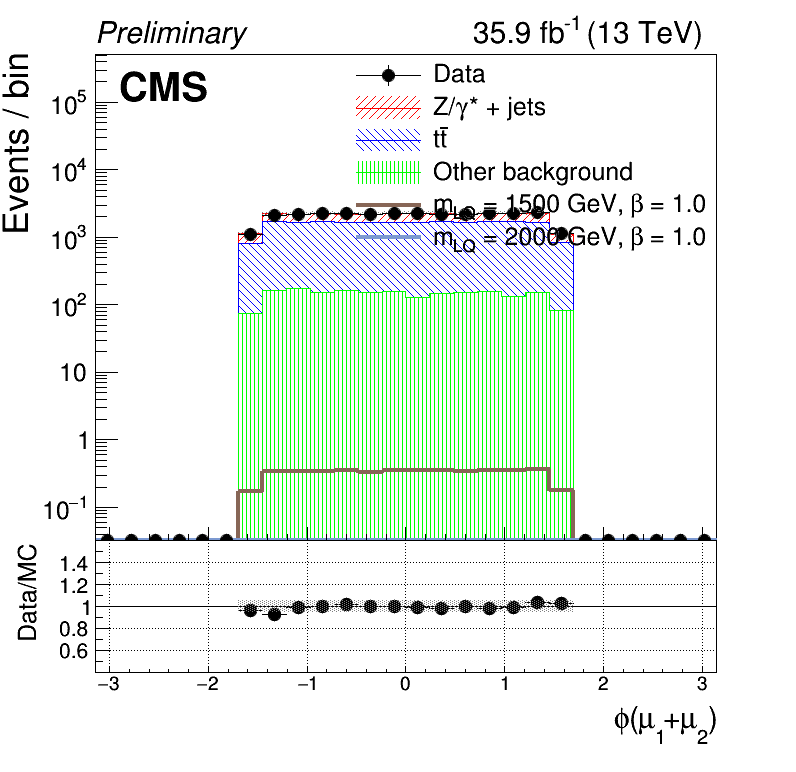 Preliminary 35.9 fb⁻¹ (13 TeV)
CMS
Data
Z/γ* + jets
tt̄
Other background
m_LQ = 1500 GeV, β = 1.0
m_LQ = 2000 GeV, β = 1.0
Events / bin
10⁵
10⁴
10³
10²
10
1
10⁻¹
Data/MC
1.4
1.2
1
0.8
0.6
−3 −2 −1 0 1 2 3
ϕ(μ₁+μ₂)